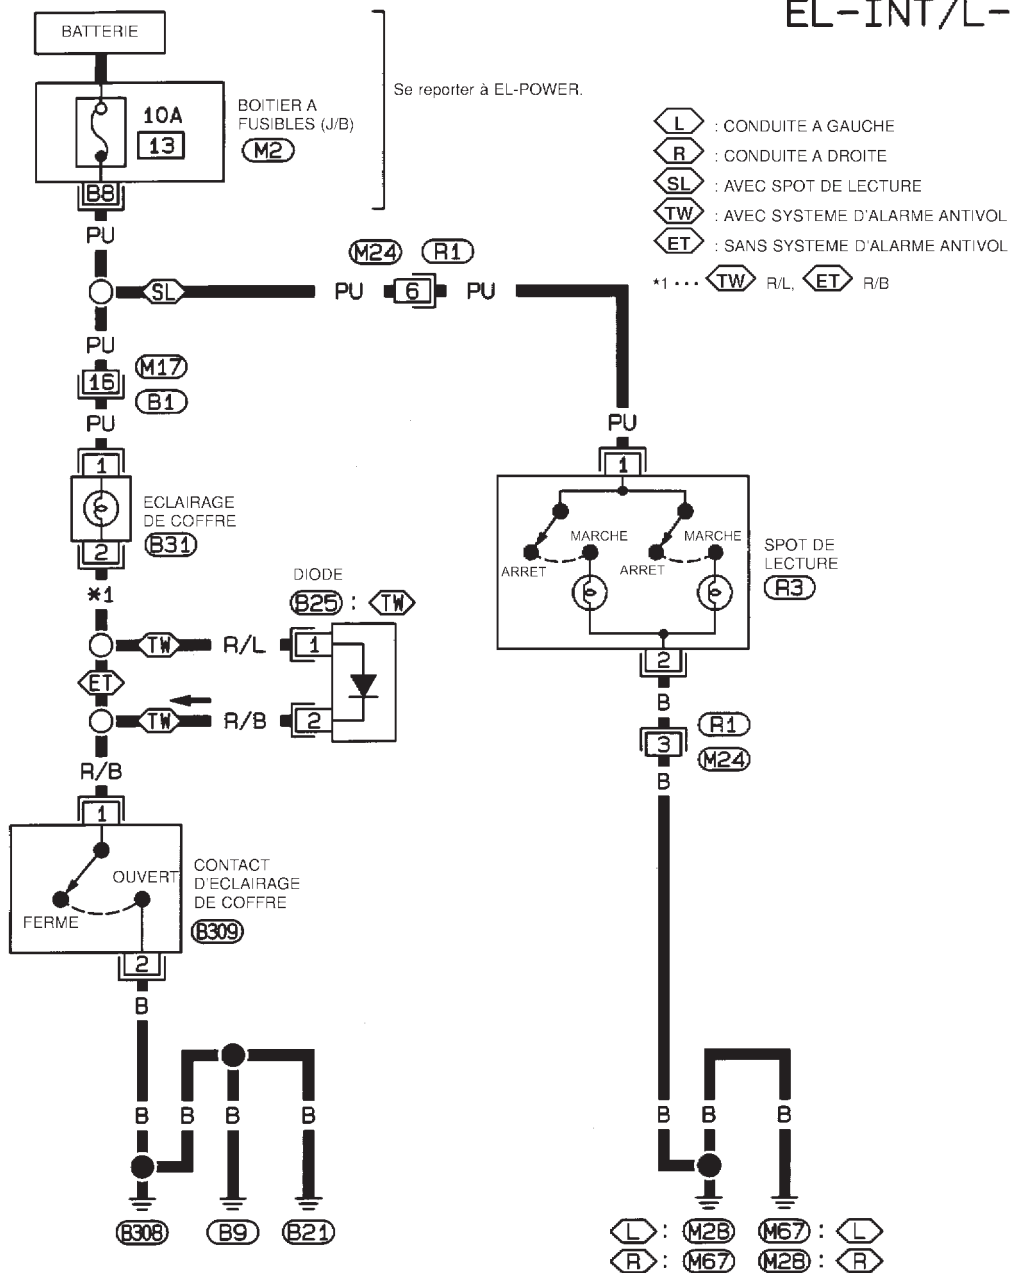 EL-INT/L-
BATTERIE
Se reporter à EL-POWER.
10A
13
BOITIER A
FUSIBLES (J/B)
M2
B8
L : CONDUITE A GAUCHE
R : CONDUITE A DROITE
SL : AVEC SPOT DE LECTURE
TW : AVEC SYSTEME D'ALARME ANTIVOL
ET : SANS SYSTEME D'ALARME ANTIVOL
*1 ••• TW R/L, ET R/B
PU
M24 R1
SL PU 6 PU
PU
16
M17
B1
PU
PU
1
1
ECLAIRAGE
DE COFFRE
B31
2
MARCHE MARCHE
ARRET ARRET
SPOT DE
LECTURE
R3
*1
DIODE
B25 : TW
TW R/L 1
ET
TW R/B 2
2
B
R1
3
M24
B
R/B
1
CONTACT
D'ECLAIRAGE
DE COFFRE
B309
OUVERT
FERME
2
B
B B B B
B B B
B308 B9 B21
L : M28 M67 : L
R : M67 M28 : R